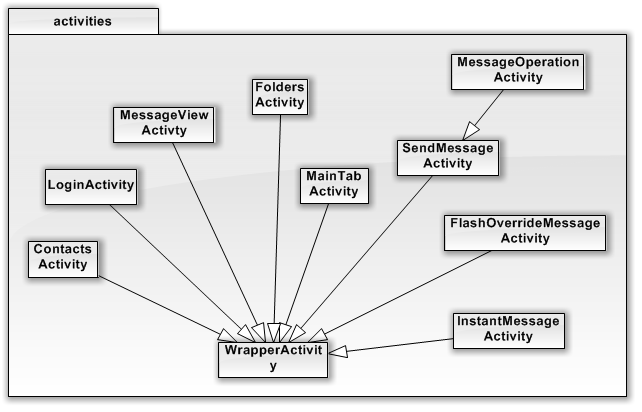 activities
MessageOperation
Activity
Folders
Activity
MessageView
Activty
SendMessage
Activity
MainTab
Activity
LoginActivity
FlashOverrideMessage
Activity
Contacts
Activity
InstantMessage
Activity
WrapperActivit
y